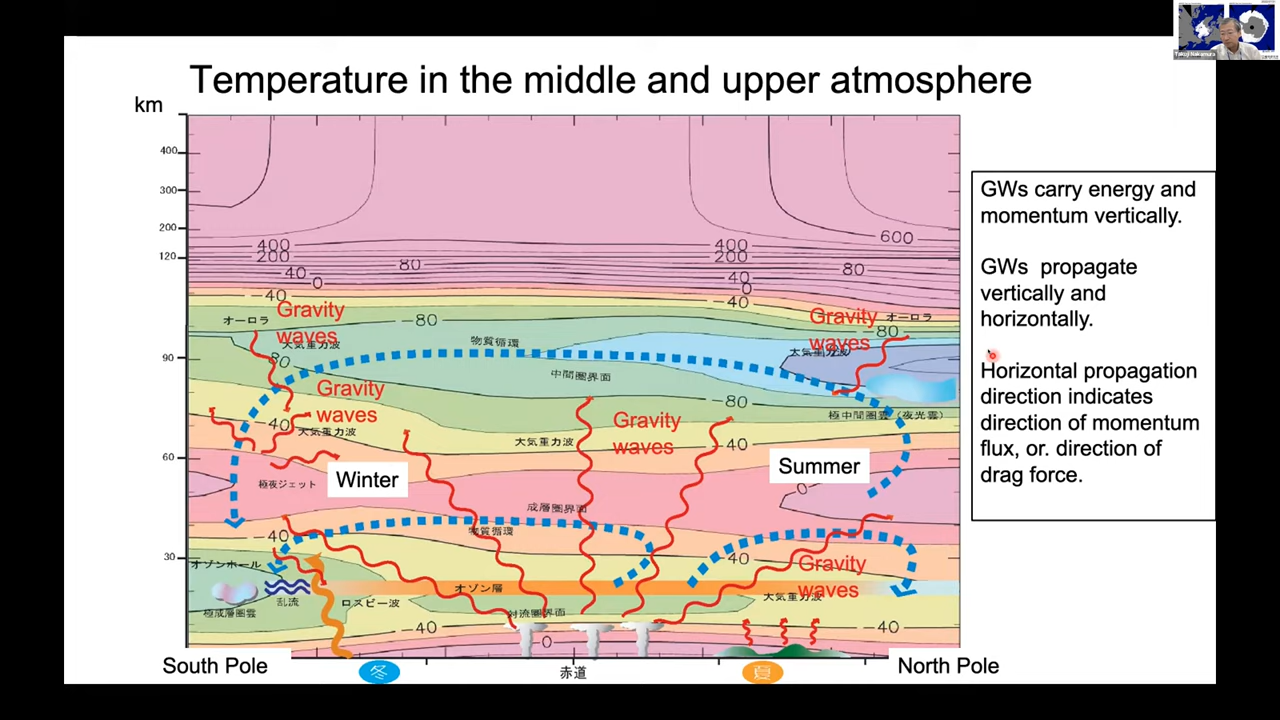 Temperature in the middle and upper atmosphere
km
400
300
200
120
90
60
30
600
400
200
80
40
0
-40
400
200
80
40
0
-40
オーロラ
Gravity
waves
大気重力波
-80
物質循環
Gravity
waves
オーロラ
-80
大気重力波
80
中間圏界面
Gravity
waves
40
大気重力波
大気重力波
Gravity
waves
-80
極中間圏雲(夜光雲)
-40
極夜ジェット
Winter
Summer
0
成層圏界面
物質循環
-40
-40
オゾンホール
極成層圏雲
乱流
ロスビー波
オゾン層
対流圏界面
Gravity
waves
大気重力波
-40
-40
0
South Pole
冬
赤道
夏
North Pole
GWs carry energy and
momentum vertically.
GWs propagate
vertically and
horizontally.
Horizontal propagation
direction indicates
direction of momentum
flux, or. direction of
drag force.